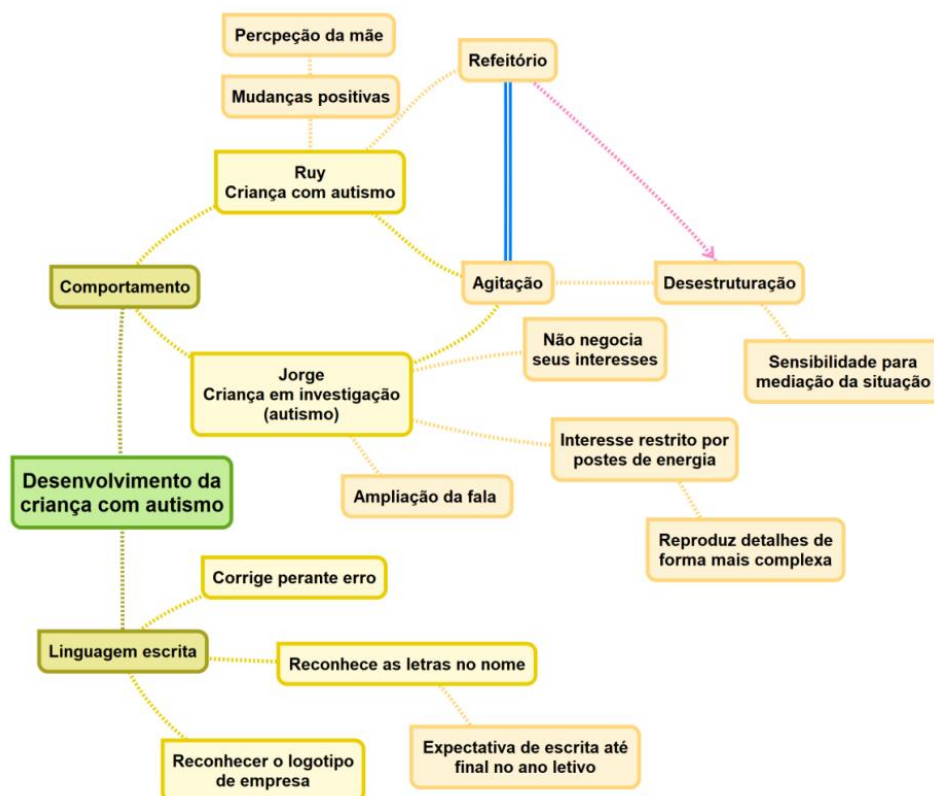 Percpeção da mãe
Refeitório
Mudanças positivas
Ruy
Criança com autismo
Comportamento
Agitação
Desestruturação
Não negocia
seus interesses
Sensibilidade para
mediação da situação
Jorge
Criança em investigação
(autismo)
Interesse restrito por
postes de energia
Desenvolvimento da
criança com autismo
Ampliação da fala
Reproduz detalhes de
forma mais complexa
Corrige perante erro
Linguagem escrita
Reconhece as letras no nome
Expectativa de escrita até
final no ano letivo
Reconhecer o logotipo
de empresa